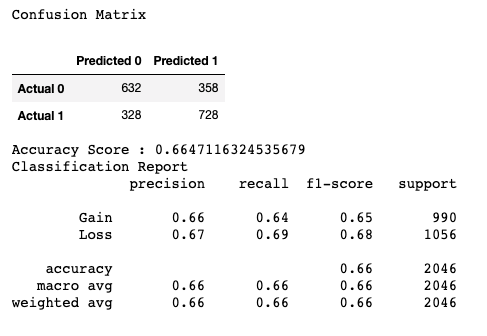 Confusion Matrix
Predicted 0 Predicted 1
Actual 0 632 358
Actual 1 328 728
Accuracy Score : 0.6647116324535679
Classification Report
precision recall f1-score support
Gain 0.66 0.64 0.65 990
Loss 0.67 0.69 0.68 1056
accuracy 0.66 2046
macro avg 0.66 0.66 0.66 2046
weighted avg 0.66 0.66 0.66 2046